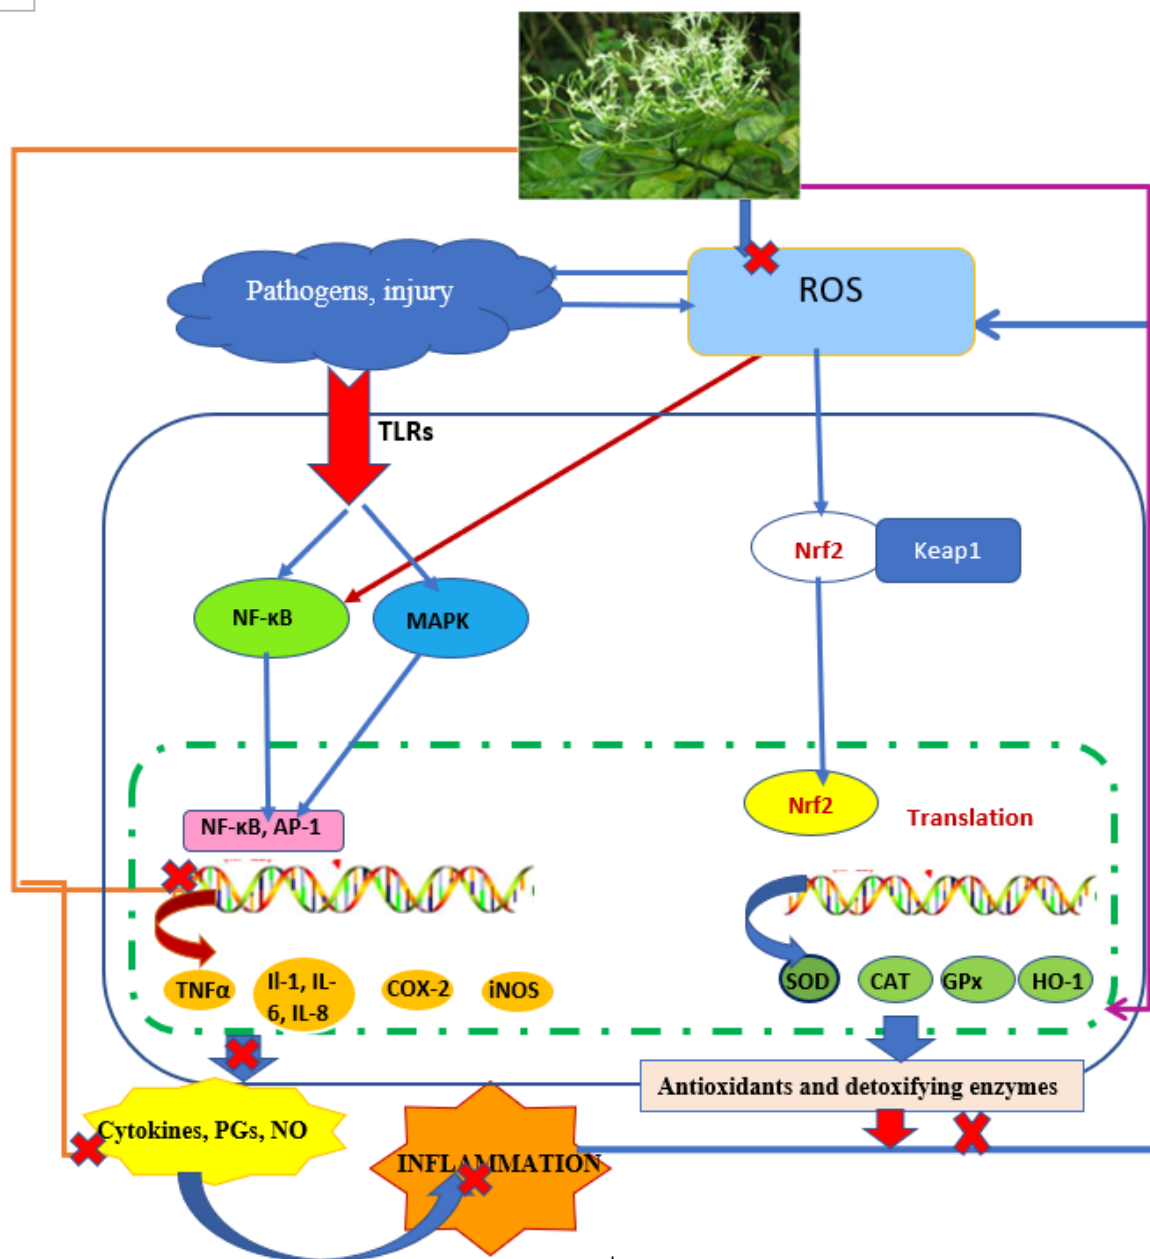 ROS
Pathogens, injury
TLRs
Nrf2
Keap1
NF-κB
MAPK
NF-κB, AP-1
Nrf2
Translation
TNFα
Il-1, IL-
6, IL-8
COX-2
iNOS
SOD
CAT
GPx
HO-1
Antioxidants and detoxifying enzymes
Cytokines, PGs, NO
INFLAMMATION